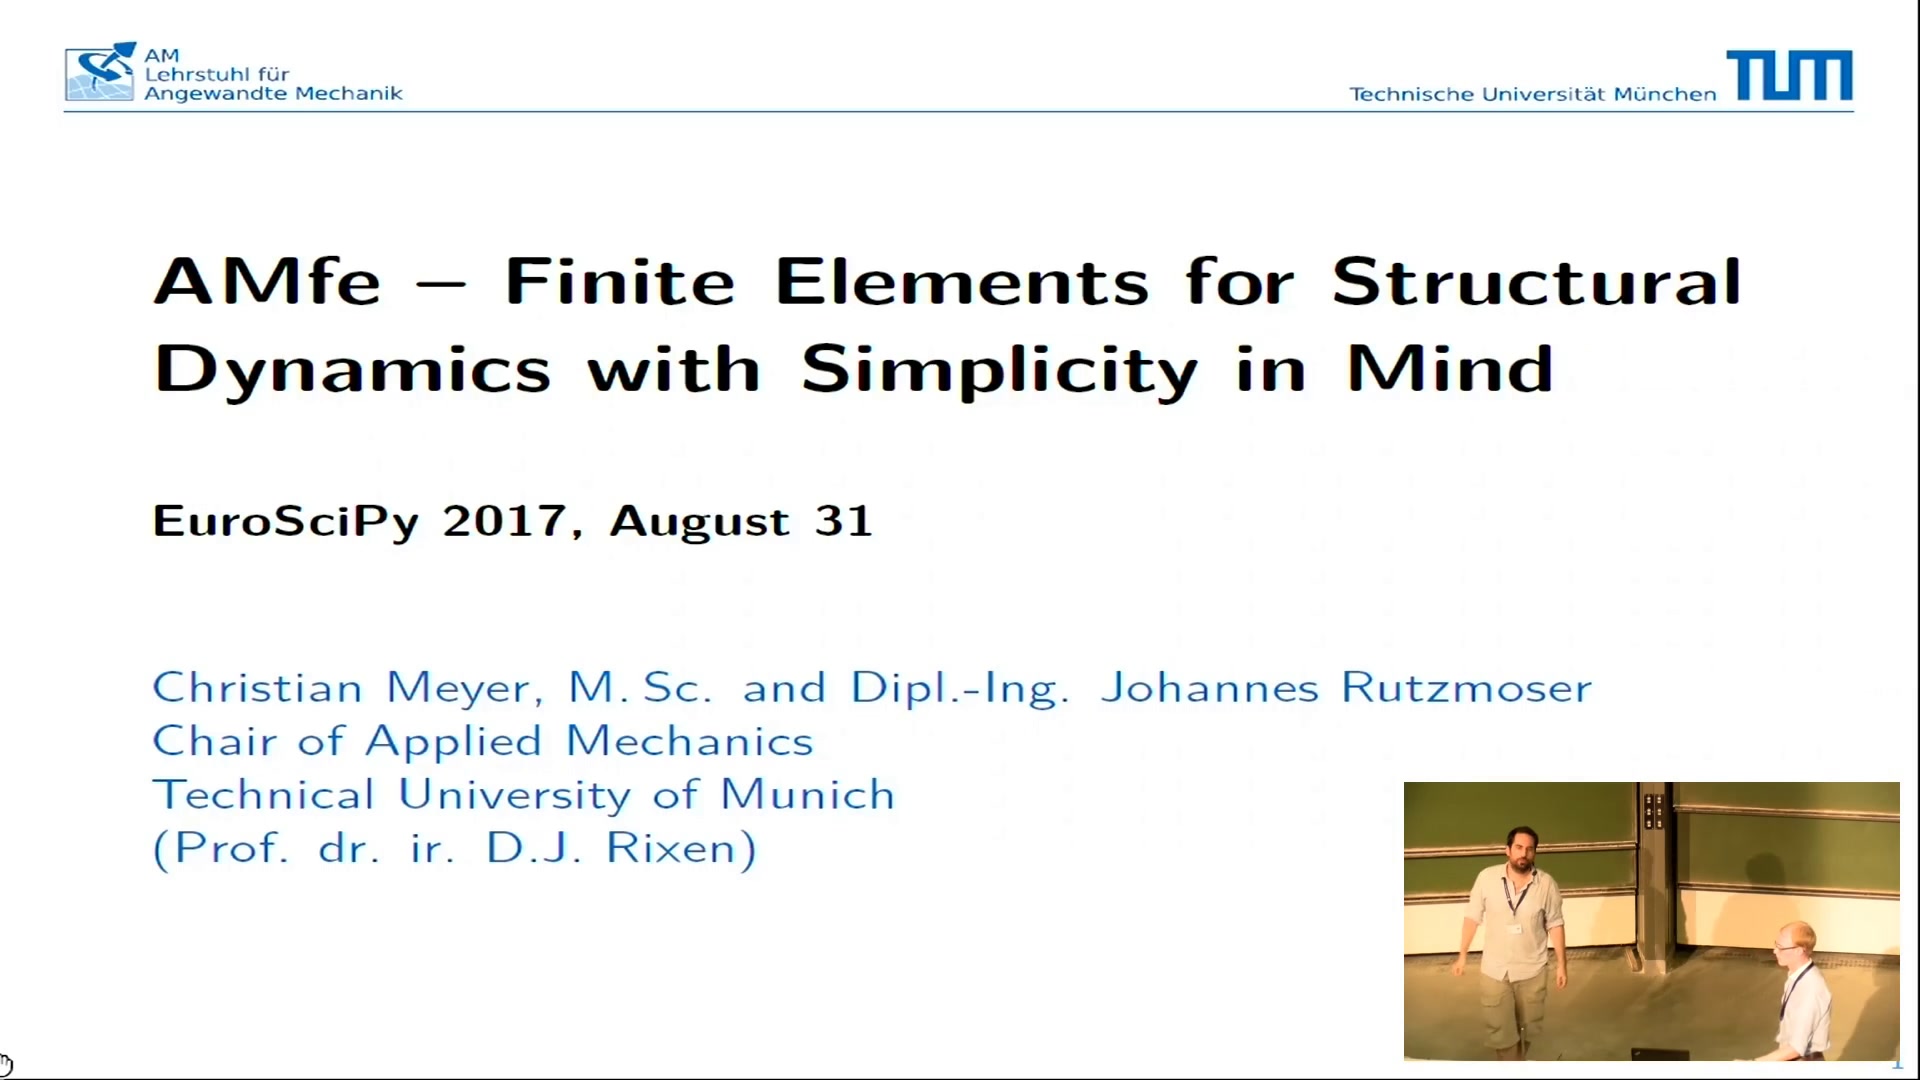 AM
Lehrstuhl für
Angewandte Mechanik
Technische Universität München TUM
AMfe – Finite Elements for Structural
Dynamics with Simplicity in Mind
EuroSciPy 2017, August 31
Christian Meyer, M. Sc. and Dipl.-Ing. Johannes Rutzmoser
Chair of Applied Mechanics
Technical University of Munich
(Prof. dr. ir. D.J. Rixen)
1